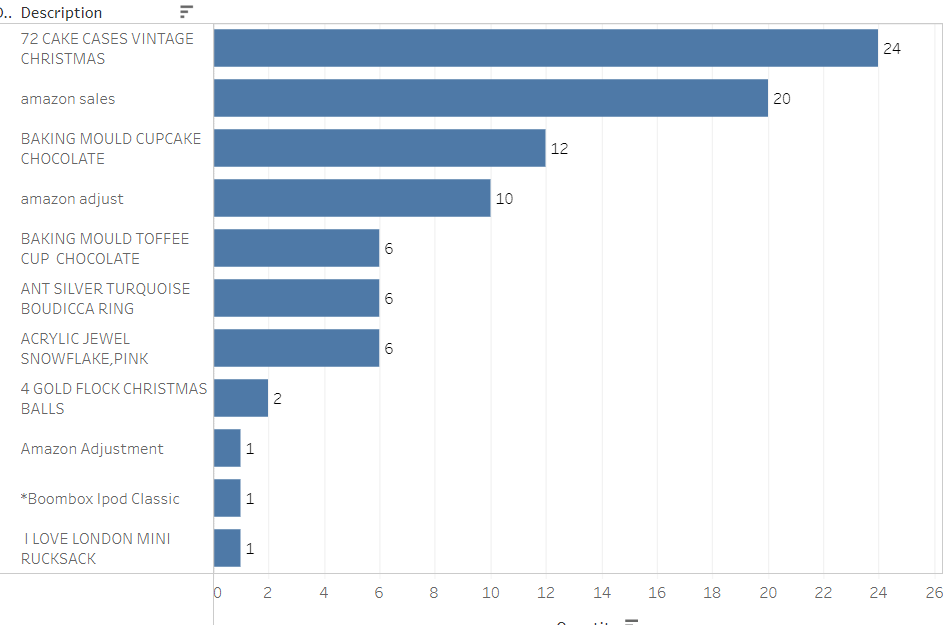 Description
72 CAKE CASES VINTAGE
CHRISTMAS
24
amazon sales
20
BAKING MOULD CUPCAKE
CHOCOLATE
12
amazon adjust
10
BAKING MOULD TOFFEE
CUP  CHOCOLATE
6
ANT SILVER TURQUOISE
BOUDICCA RING
6
ACRYLIC JEWEL
SNOWFLAKE,PINK
6
4 GOLD FLOCK CHRISTMAS
BALLS
2
Amazon Adjustment
1
*Boombox Ipod Classic
1
I LOVE LONDON MINI
RUCKSACK
1
0 2 4 6 8 10 12 14 16 18 20 22 24 26